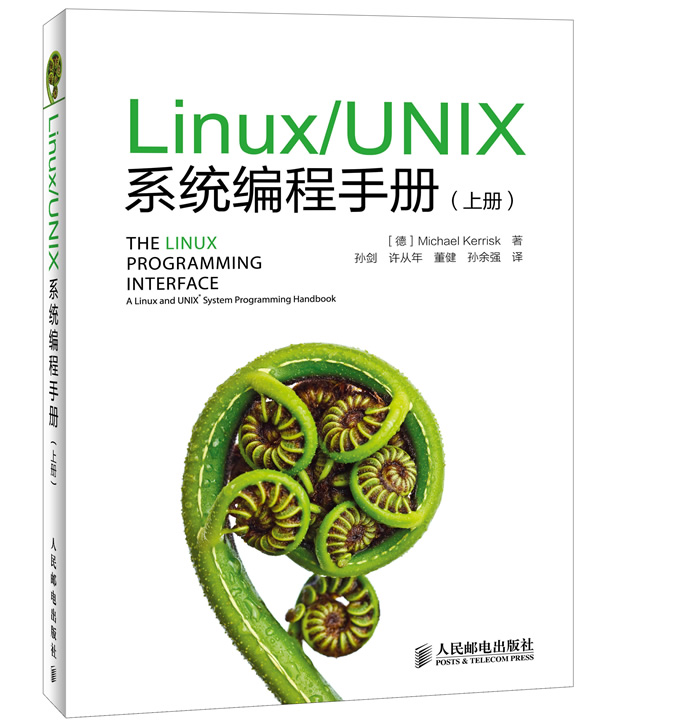 Linux/UNIX
系统编程手册（上册）
[德] Michael Kerrisk 著
孙剑 许从年 董健 孙余强 译
THE LINUX
PROGRAMMING
INTERFACE
A Linux and UNIX® System Programming Handbook
人民邮电出版社
POSTS & TELECOM PRESS
Linux/UNIX 系统编程手册（上册） 人民邮电出版社